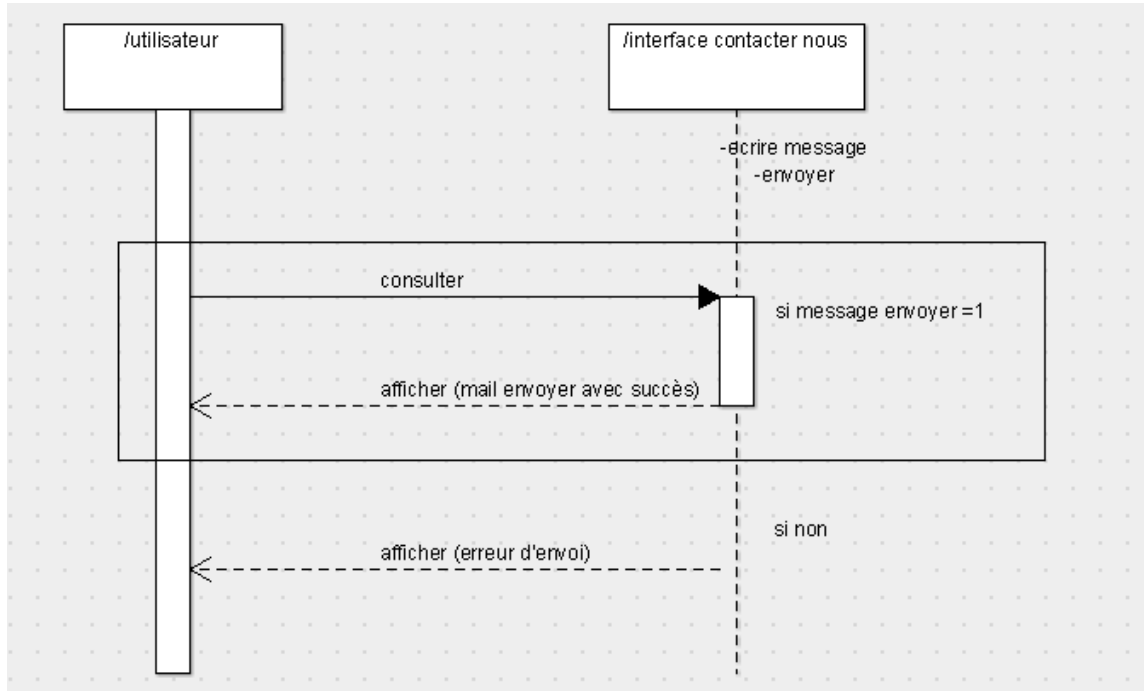 /utilisateur
/interface contacter nous
-ecrire message
-envoyer
consulter
si message envoyer =1
afficher (mail envoyer avec succès)
si non
afficher (erreur d'envoi)